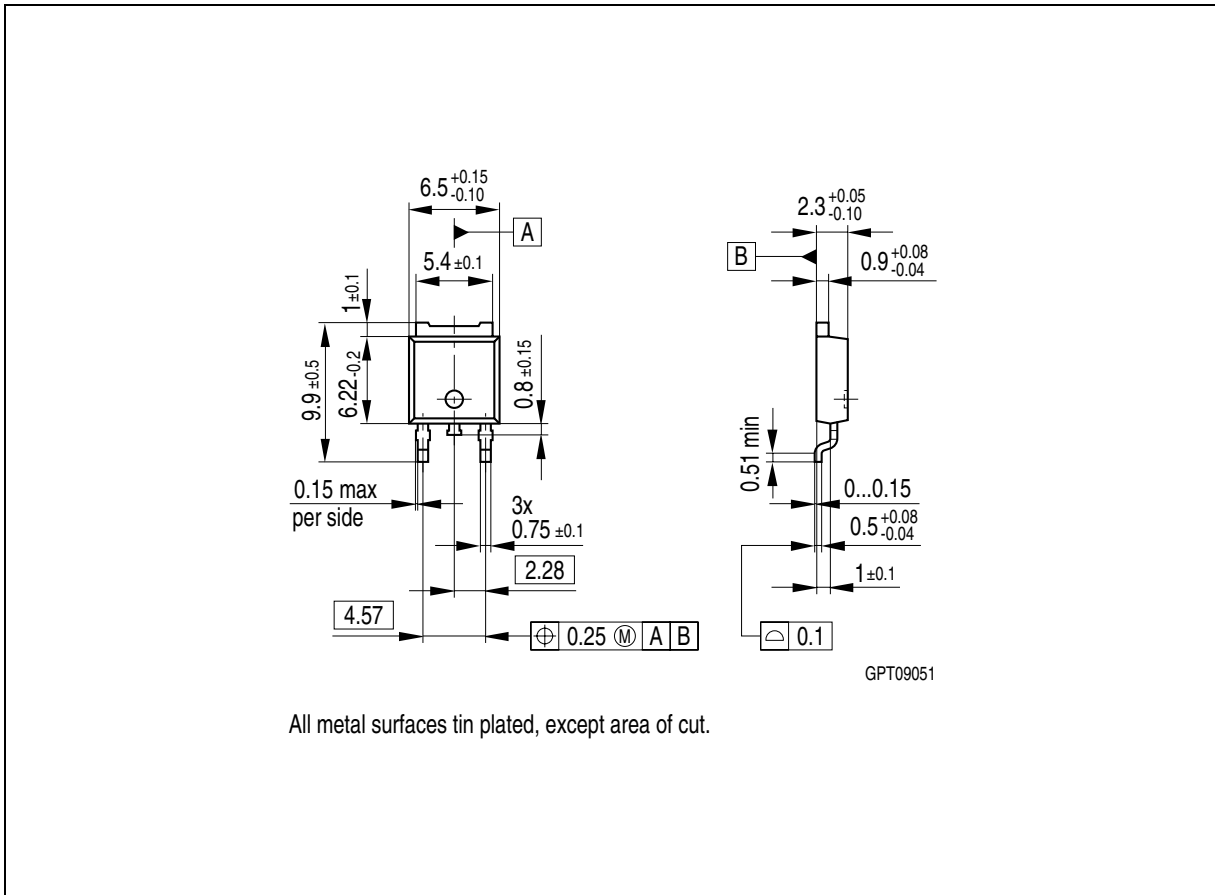 6.5 +0.15 -0.10
A
5.4 ±0.1
1±0.1
9.9 ±0.5
6.22 -0.2
0.8 ±0.15
0.15 max
per side
3x
0.75 ±0.1
2.28
4.57
⌖ 0.25 Ⓜ A B
2.3 +0.05 -0.10
B
0.9 +0.08 -0.04
0.51 min
0...0.15
0.5 +0.08 -0.04
1±0.1
⌓ 0.1
GPT09051
All metal surfaces tin plated, except area of cut.